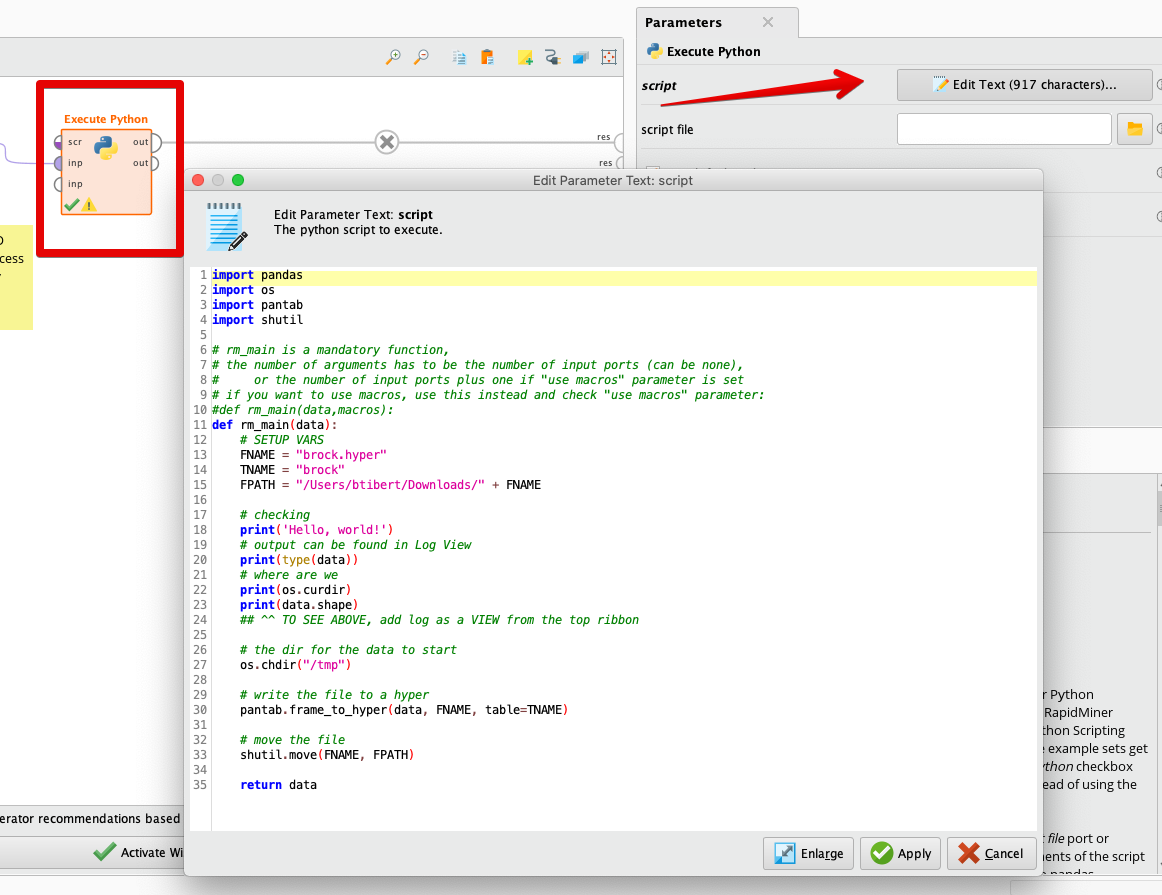 Parameters
Execute Python
script
Edit Text (917 characters)...
script file
Execute Python
scr
out
inp
out
inp
res
res
cess
Edit Parameter Text: script
Edit Parameter Text: script
The python script to execute.
1 import pandas
2 import os
3 import pantab
4 import shutil
5
6 # rm_main is a mandatory function,
7 # the number of arguments has to be the number of input ports (can be none),
8 #     or the number of input ports plus one if "use macros" parameter is set
9 # if you want to use macros, use this instead and check "use macros" parameter:
10 #def rm_main(data,macros):
11 def rm_main(data):
12     # SETUP VARS
13     FNAME = "brock.hyper"
14     TNAME = "brock"
15     FPATH = "/Users/btibert/Downloads/" + FNAME
16
17     # checking
18     print('Hello, world!')
19     # output can be found in Log View
20     print(type(data))
21     # where are we
22     print(os.curdir)
23     print(data.shape)
24     ## ^^ TO SEE ABOVE, add log as a VIEW from the top ribbon
25
26     # the dir for the data to start
27     os.chdir("/tmp")
28
29     # write the file to a hyper
30     pantab.frame_to_hyper(data, FNAME, table=TNAME)
31
32     # move the file
33     shutil.move(FNAME, FPATH)
34
35     return data
r Python
RapidMiner
thon Scripting
e example sets get
ython checkbox
ead of using the
file port or
ents of the script
erator recommendations based
Activate Wi
Enlarge
Apply
Cancel